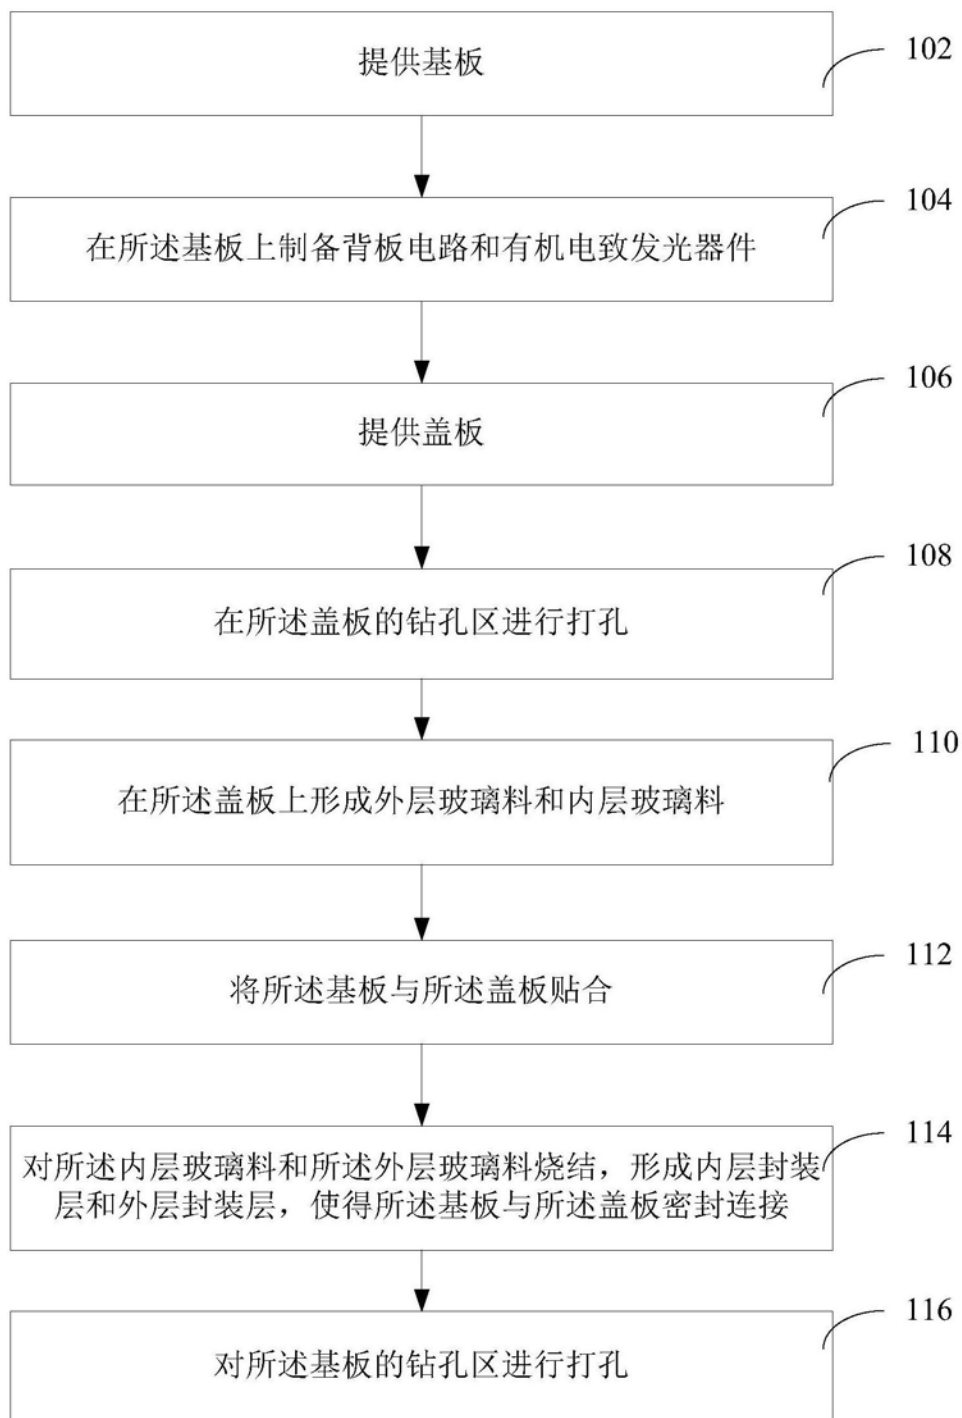 提供基板
102
在所述基板上制备背板电路和有机电致发光器件
104
提供盖板
106
在所述盖板的钻孔区进行打孔
108
在所述盖板上形成外层玻璃料和内层玻璃料
110
将所述基板与所述盖板贴合
112
对所述内层玻璃料和所述外层玻璃料烧结，形成内层封装
层和外层封装层，使得所述基板与所述盖板密封连接
114
对所述基板的钻孔区进行打孔
116